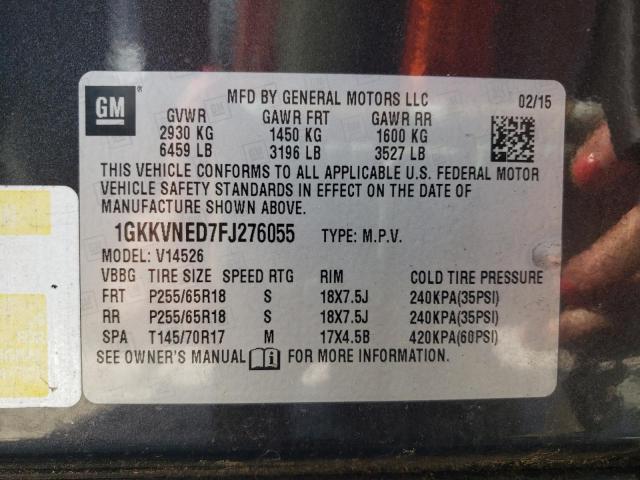 GM
MFD BY GENERAL MOTORS LLC 02/15
GVWR GAWR FRT GAWR RR
2930 KG 1450 KG 1600 KG
6459 LB 3196 LB 3527 LB
THIS VEHICLE CONFORMS TO ALL APPLICABLE U.S. FEDERAL MOTOR
VEHICLE SAFETY STANDARDS IN EFFECT ON THE DATE OF
MANUFACTURE SHOWN ABOVE.
1GKKVNED7FJ276055 TYPE: M.P.V.
MODEL: V14526
VBBG TIRE SIZE SPEED RTG RIM COLD TIRE PRESSURE
FRT P255/65R18 S 18X7.5J 240KPA(35PSI)
RR P255/65R18 S 18X7.5J 240KPA(35PSI)
SPA T145/70R17 M 17X4.5B 420KPA(60PSI)
SEE OWNER'S MANUAL FOR MORE INFORMATION.